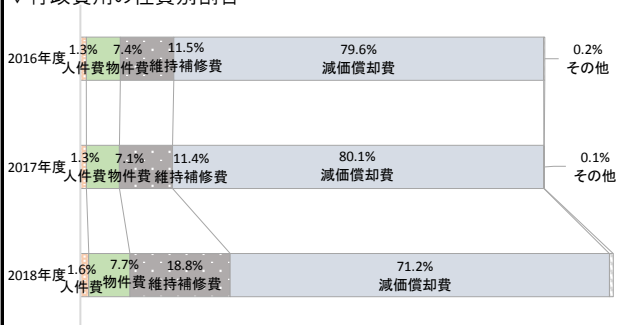 ▽行政費用の性質別割合
2016年度 1.3% 7.4% 11.5% 79.6% 0.2%
人件費 物件費 維持補修費 減価償却費 その他
2017年度 1.3% 7.1% 11.4% 80.1% 0.1%
人件費 物件費 維持補修費 減価償却費 その他
2018年度 1.6% 7.7% 18.8% 71.2%
人件費 物件費 維持補修費 減価償却費